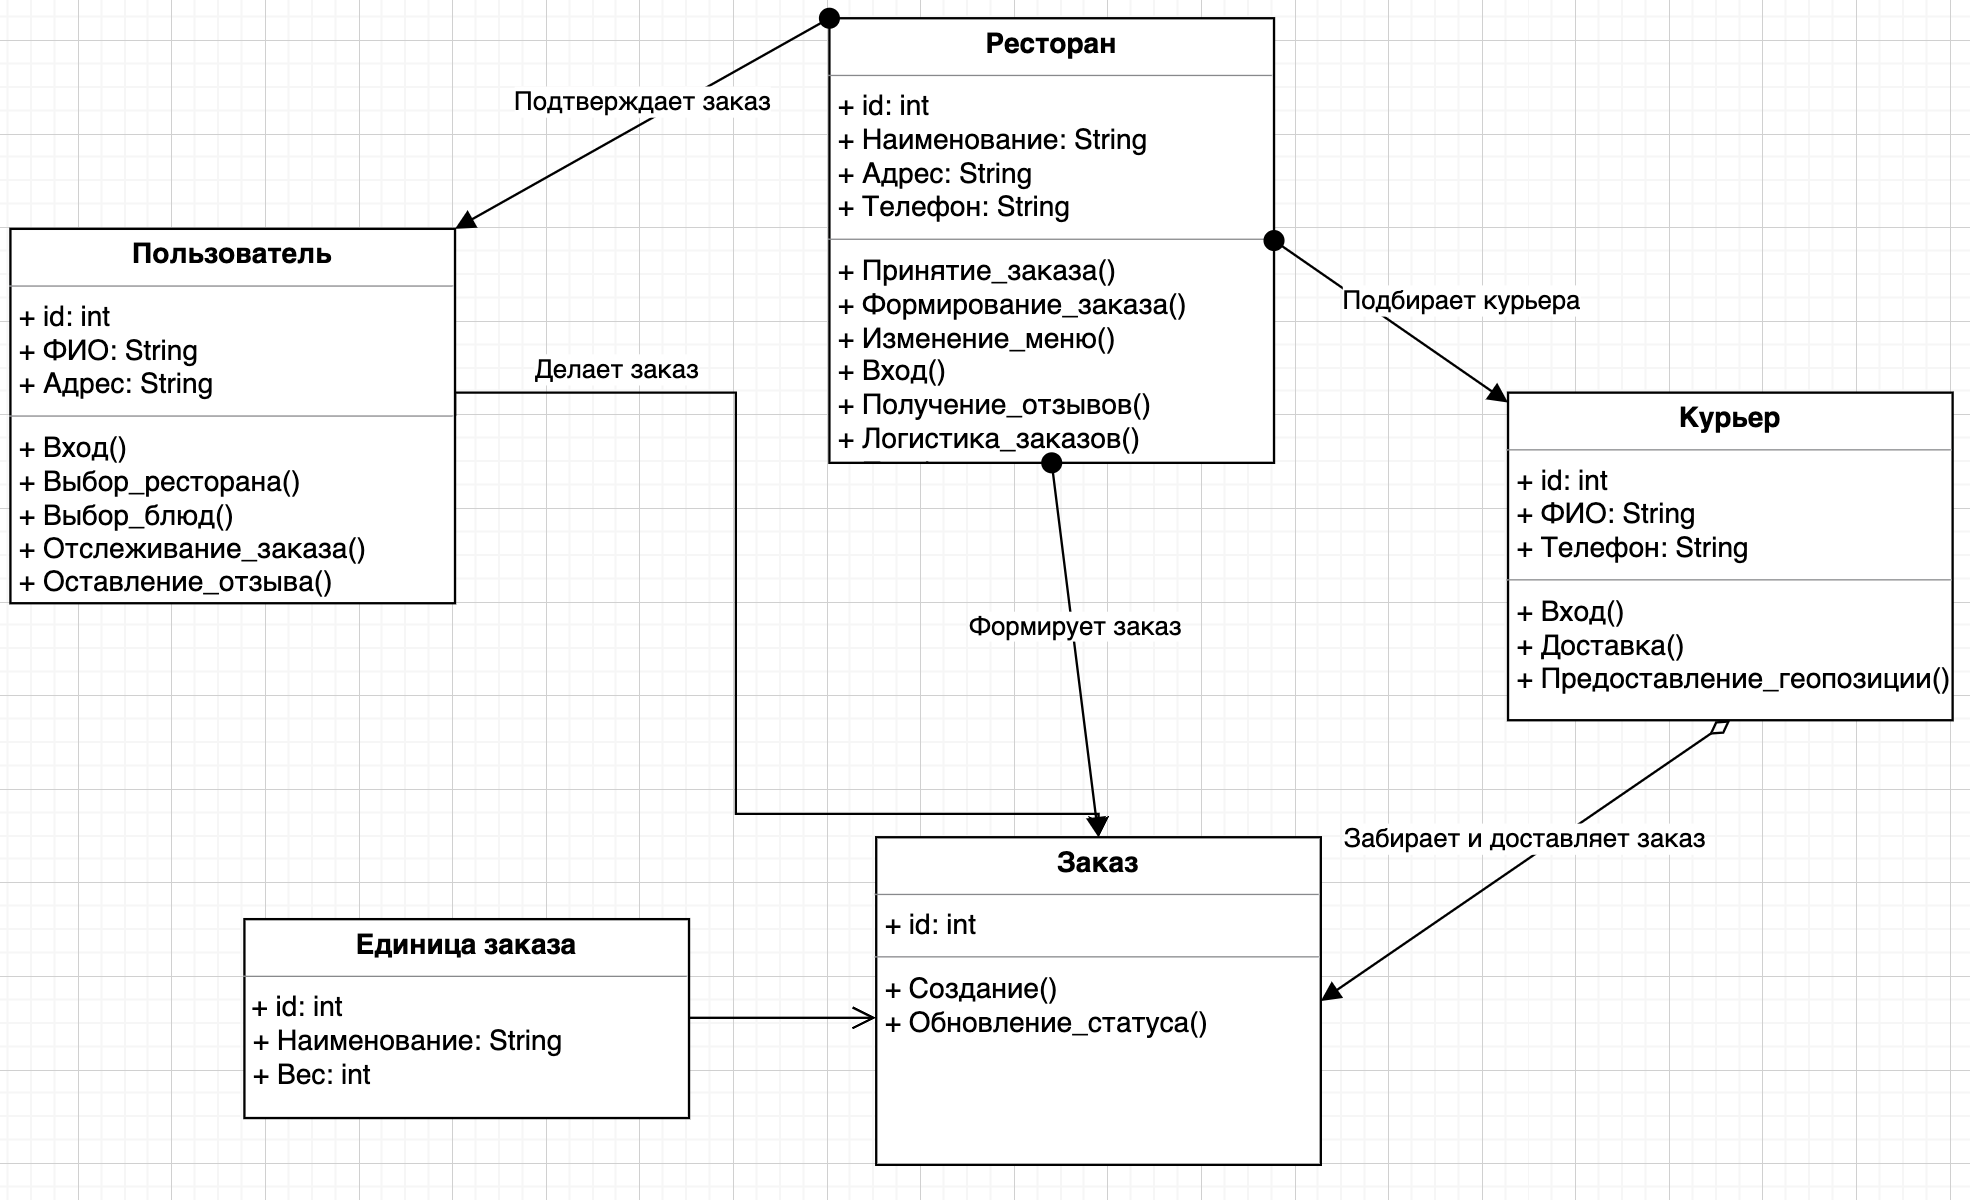 Ресторан
+ id: int
+ Наименование: String
+ Адрес: String
+ Телефон: String
+ Принятие_заказа()
+ Формирование_заказа()
+ Изменение_меню()
+ Вход()
+ Получение_отзывов()
+ Логистика_заказов()
Подтверждает заказ
Пользователь
+ id: int
+ ФИО: String
+ Адрес: String
+ Вход()
+ Выбор_ресторана()
+ Выбор_блюд()
+ Отслеживание_заказа()
+ Оставление_отзыва()
Делает заказ
Подбирает курьера
Курьер
+ id: int
+ ФИО: String
+ Телефон: String
+ Вход()
+ Доставка()
+ Предоставление_геопозиции()
Формирует заказ
Забирает и доставляет заказ
Заказ
+ id: int
+ Создание()
+ Обновление_статуса()
Единица заказа
+ id: int
+ Наименование: String
+ Вес: int